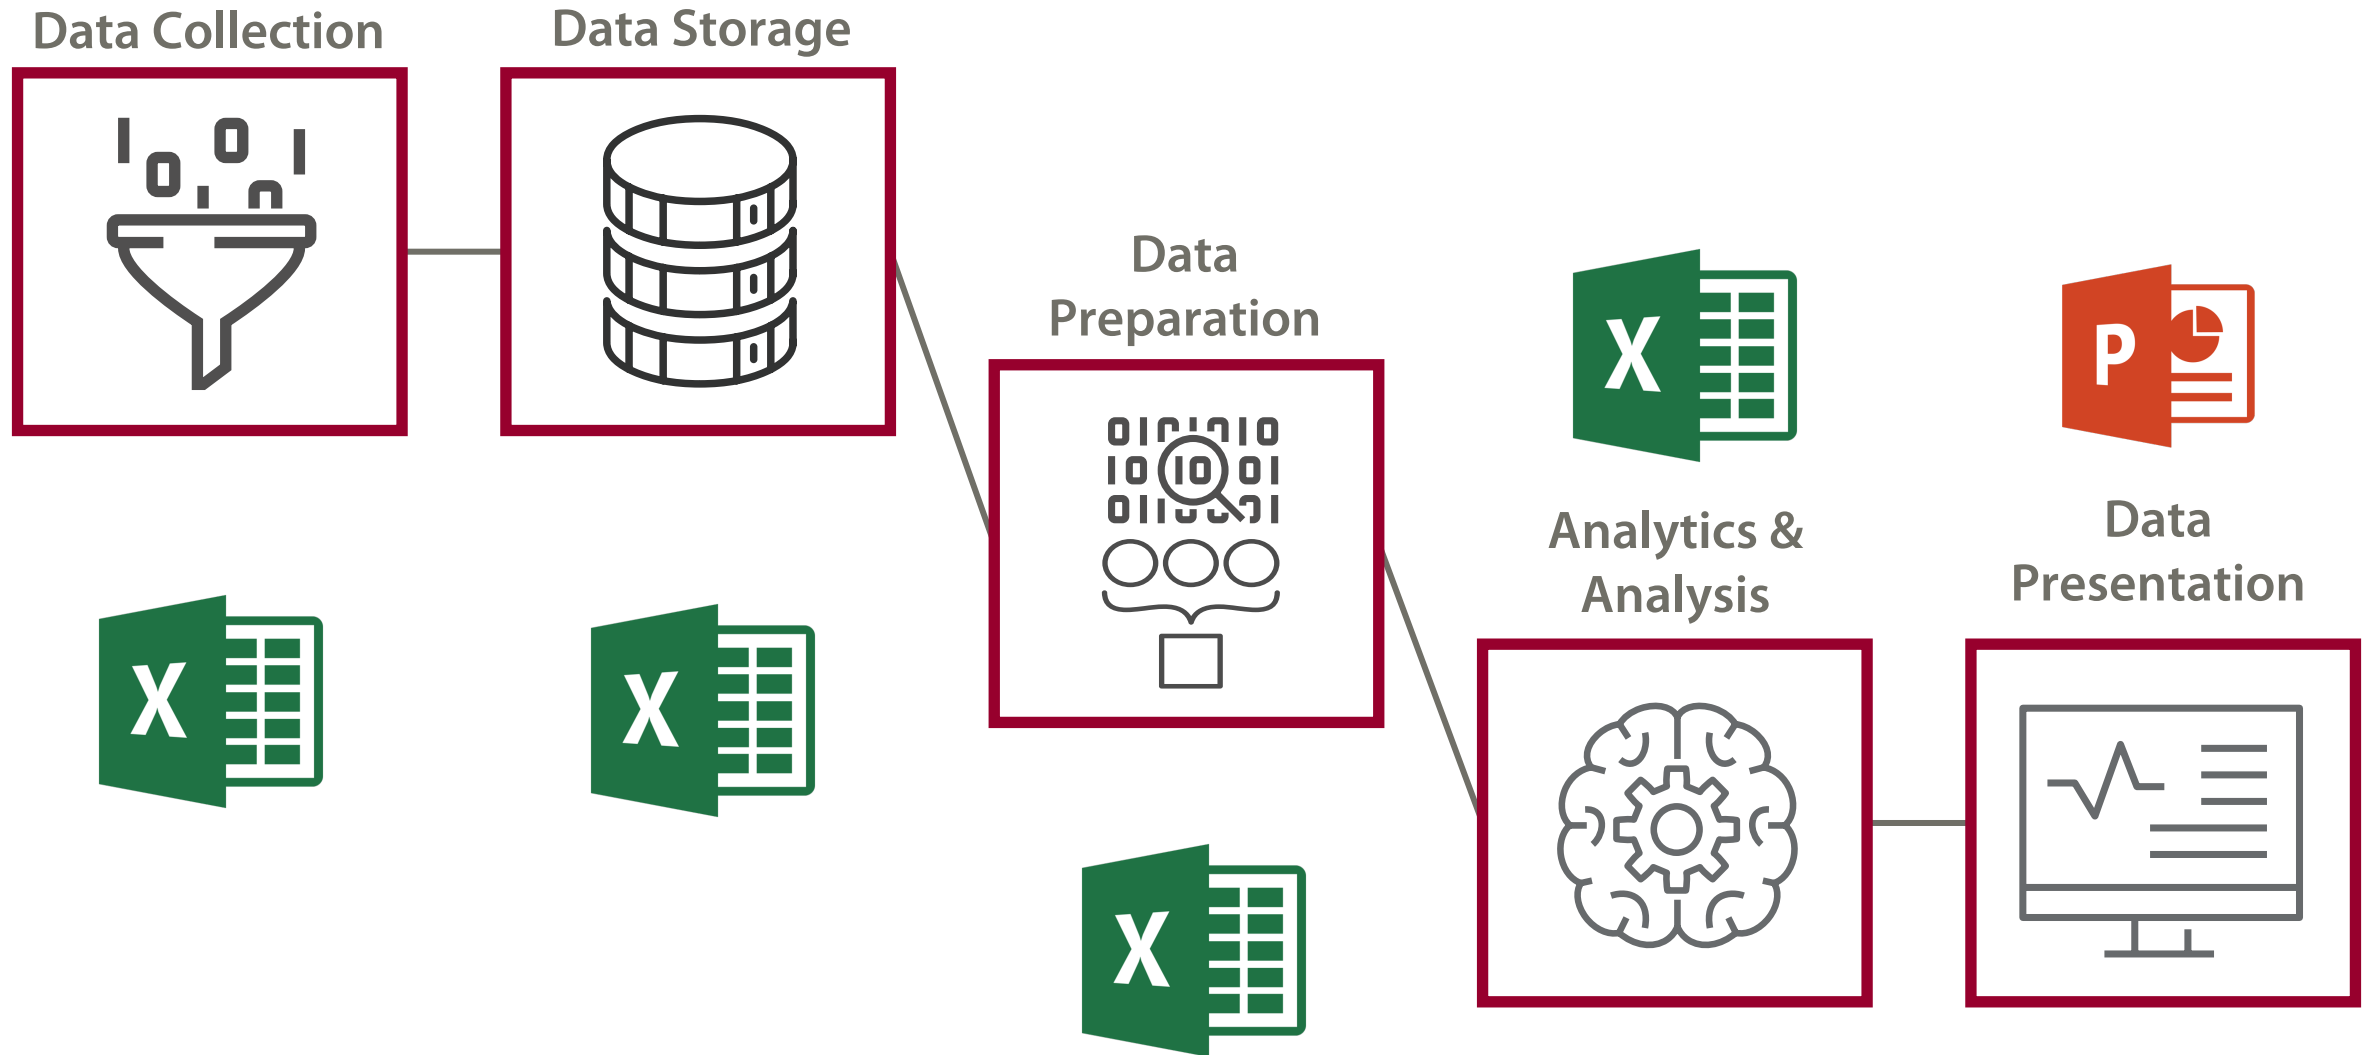 Data Collection
Data Storage
Data
Preparation
Analytics &
Analysis
Data
Presentation
X
X
X
X
P